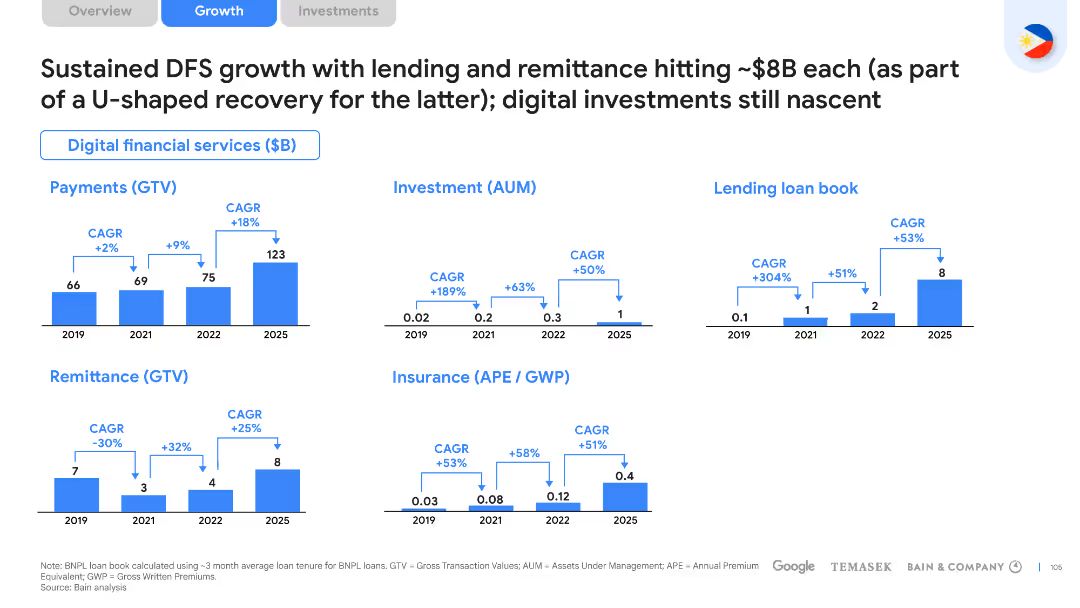 Overview
Growth
Investments
Sustained DFS growth with lending and remittance hitting ~$8B each (as part
of a U-shaped recovery for the latter); digital investments still nascent
Digital financial services ($B)
Payments (GTV)
CAGR
+2%
+9%
CAGR
+18%
66
69
75
123
2019
2021
2022
2025
Investment (AUM)
CAGR
+189%
+63%
CAGR
+50%
0.02
0.2
0.3
1
2019
2021
2022
2025
Lending loan book
CAGR
+304%
+51%
CAGR
+53%
0.1
1
2
8
2019
2021
2022
2025
Remittance (GTV)
CAGR
-30%
+32%
CAGR
+25%
7
3
4
8
2019
2021
2022
2025
Insurance (APE / GWP)
CAGR
+53%
+58%
CAGR
+51%
0.03
0.08
0.12
0.4
2019
2021
2022
2025
Note: BNPL loan book calculated using ~3 month average loan tenure for BNPL loans. GTV = Gross Transaction Values; AUM = Assets Under Management; APE = Annual Premium
Equivalent; GWP = Gross Written Premiums.
Source: Bain analysis
Google TEMASEK BAIN & COMPANY | 105